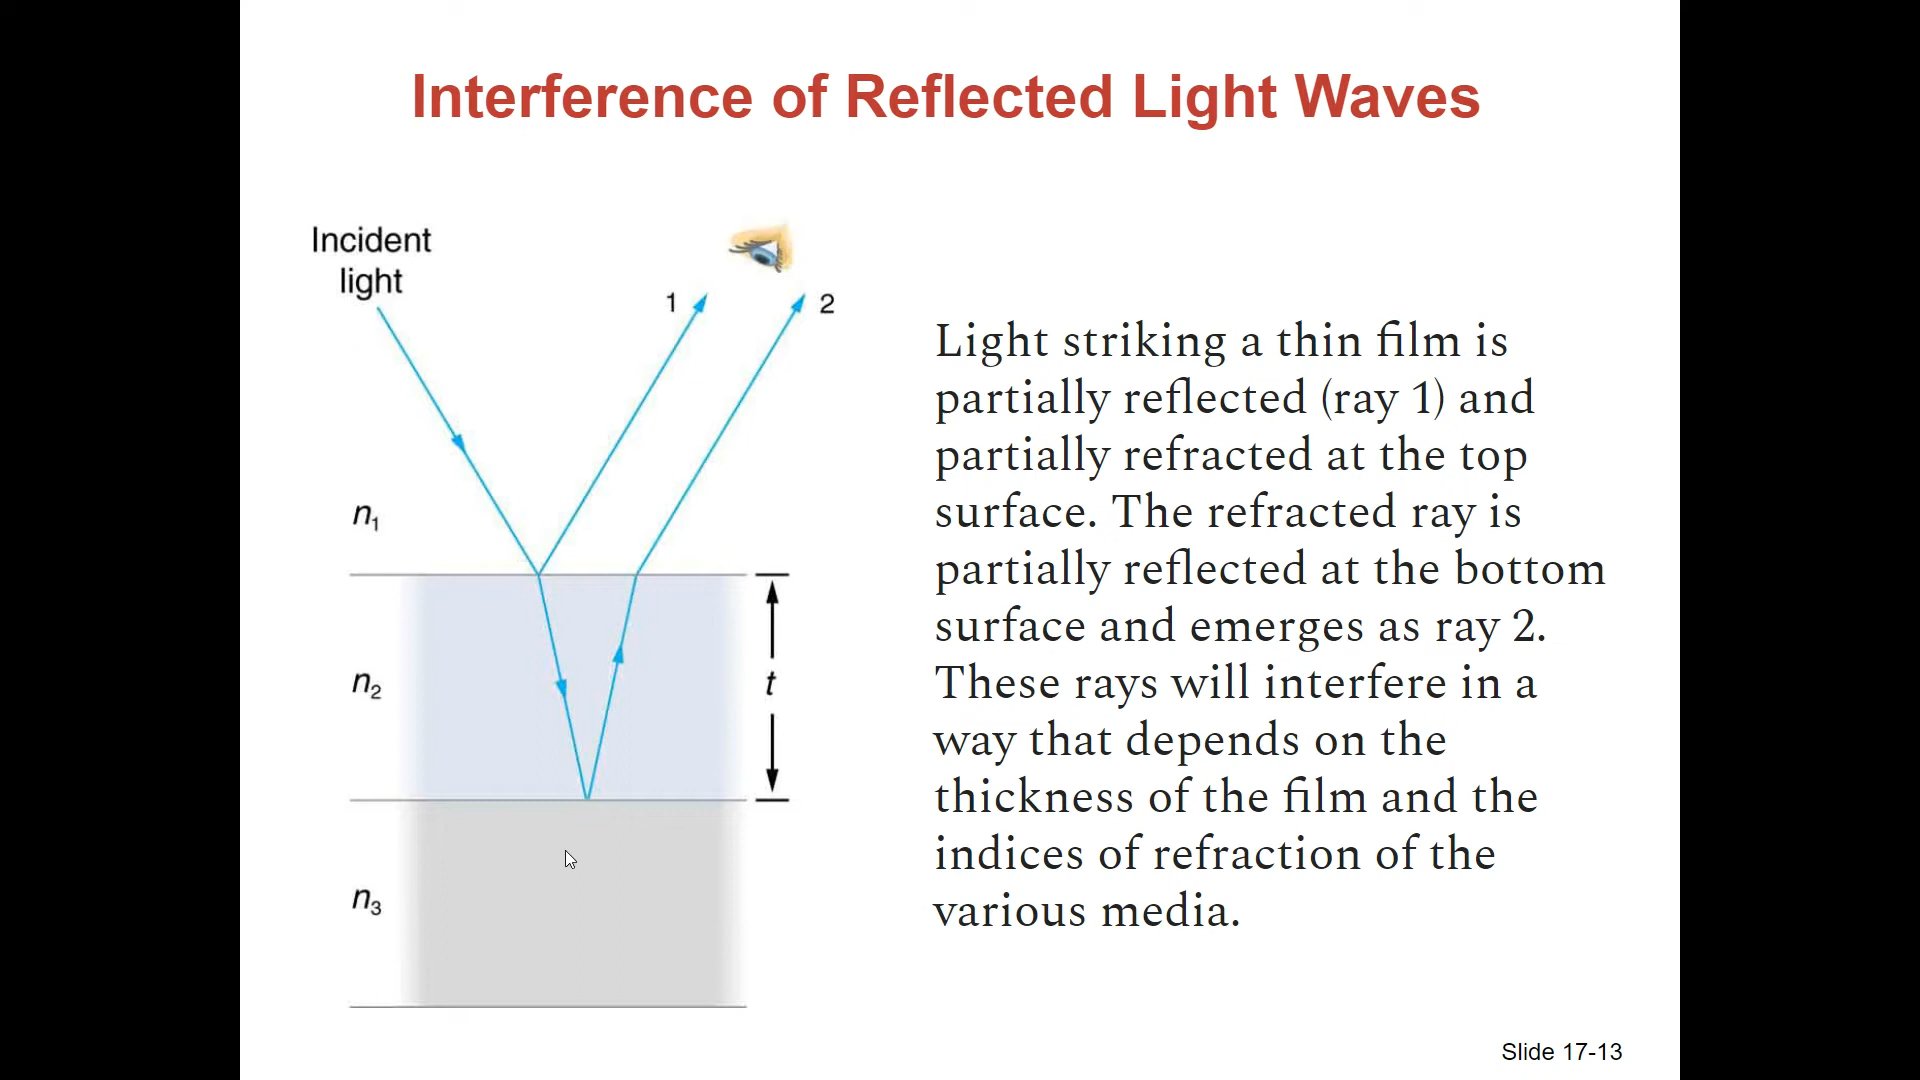 Interference of Reflected Light Waves
Incident
light
1
2
n1
n2
t
n3
Light striking a thin film is
partially reflected (ray 1) and
partially refracted at the top
surface. The refracted ray is
partially reflected at the bottom
surface and emerges as ray 2.
These rays will interfere in a
way that depends on the
thickness of the film and the
indices of refraction of the
various media.
Slide 17-13